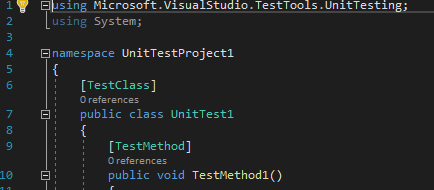 1 using Microsoft.VisualStudio.TestTools.UnitTesting;
2 using System;
3
4 namespace UnitTestProject1
5 {
6 [TestClass]
0 references
7 public class UnitTest1
8 {
9 [TestMethod]
0 references
10 public void TestMethod1()
{